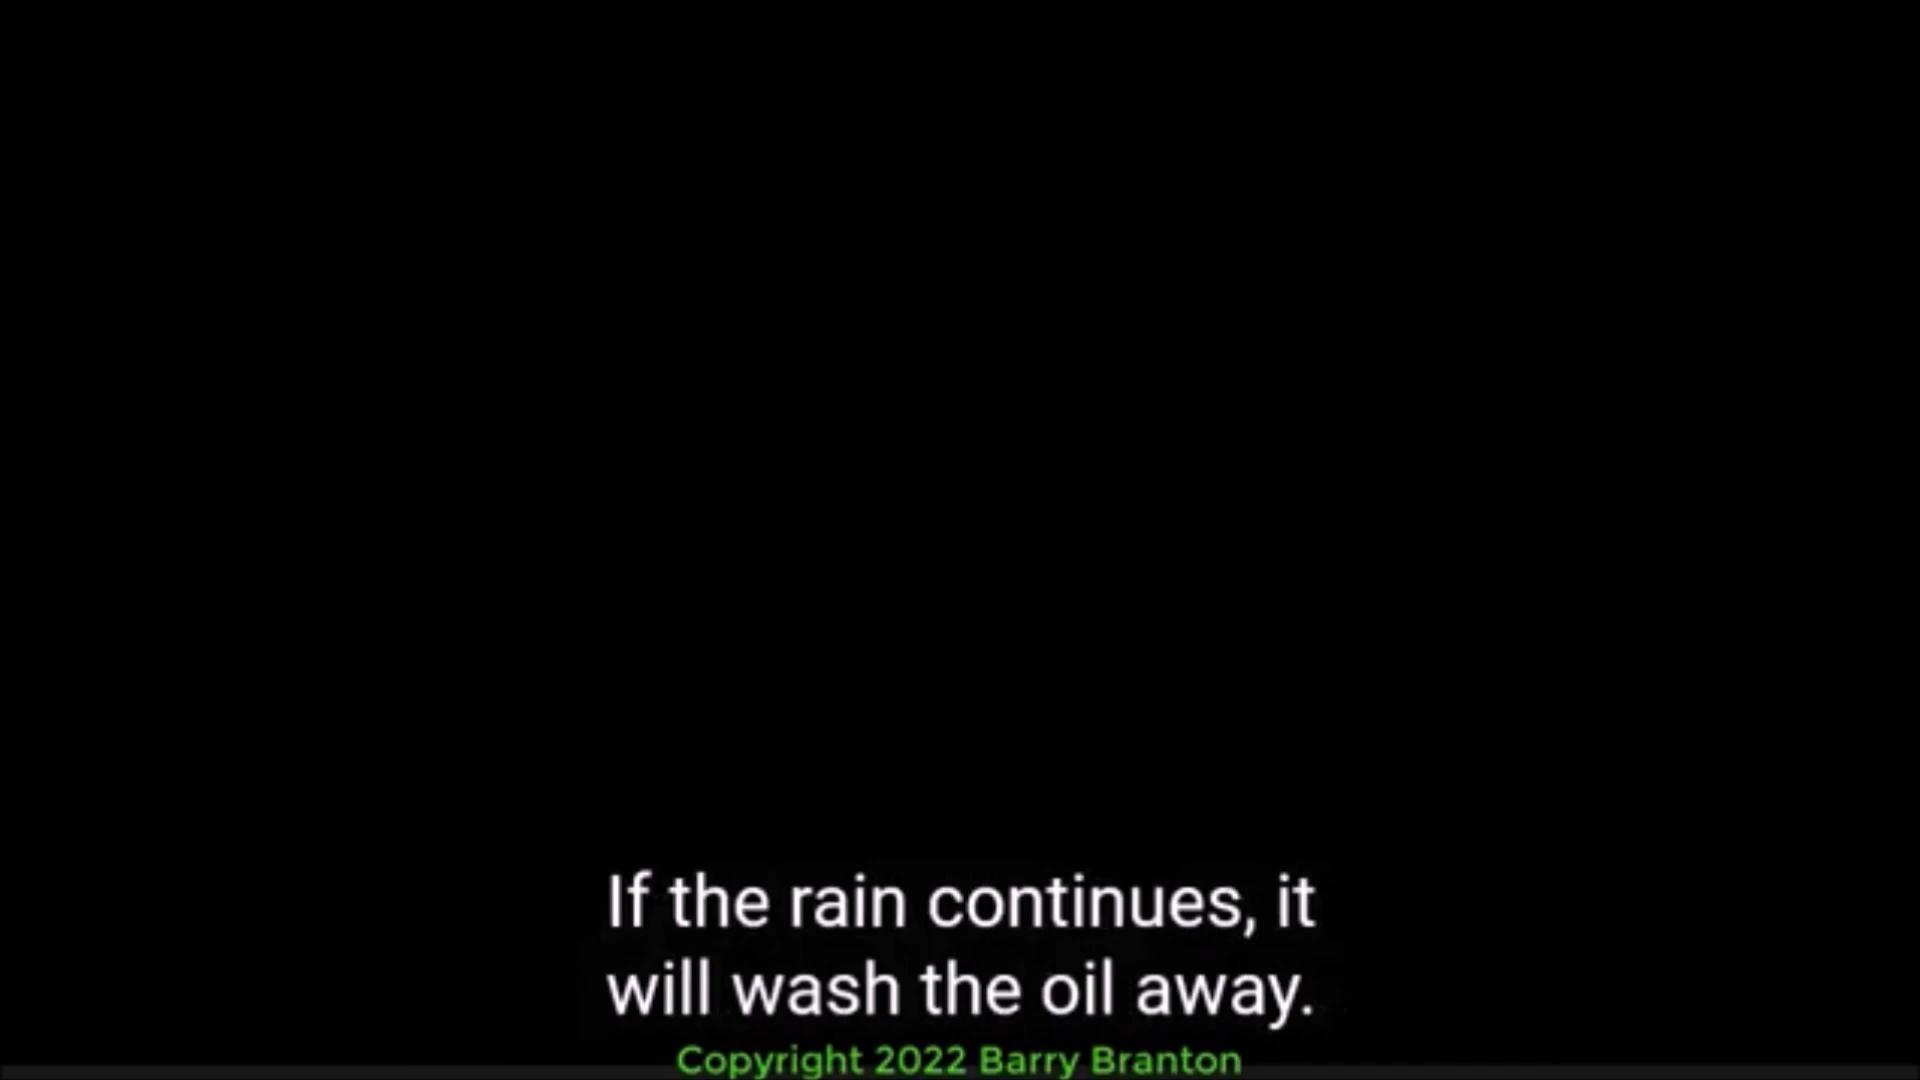 If the rain continues, it
will wash the oil away.
Copyright 2022 Barry Branton